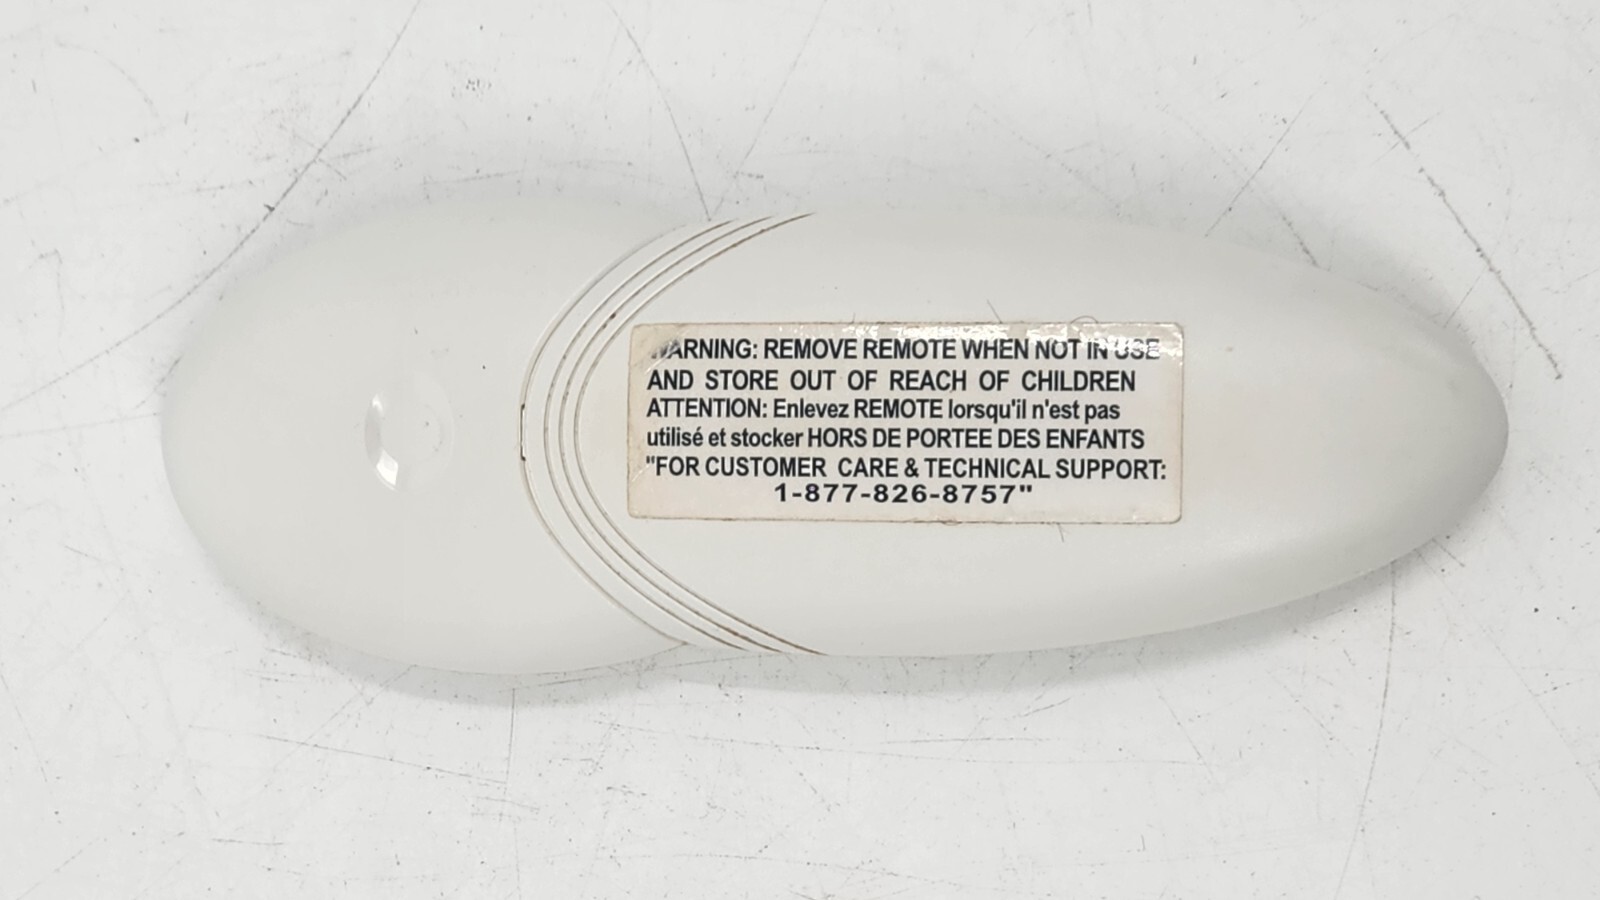 WARNING: REMOVE REMOTE WHEN NOT IN USE
AND STORE OUT OF REACH OF CHILDREN
ATTENTION: Enlevez REMOTE lorsqu'il n'est pas
utilisé et stocker HORS DE PORTEE DES ENFANTS
"FOR CUSTOMER CARE & TECHNICAL SUPPORT:
1-877-826-8757"